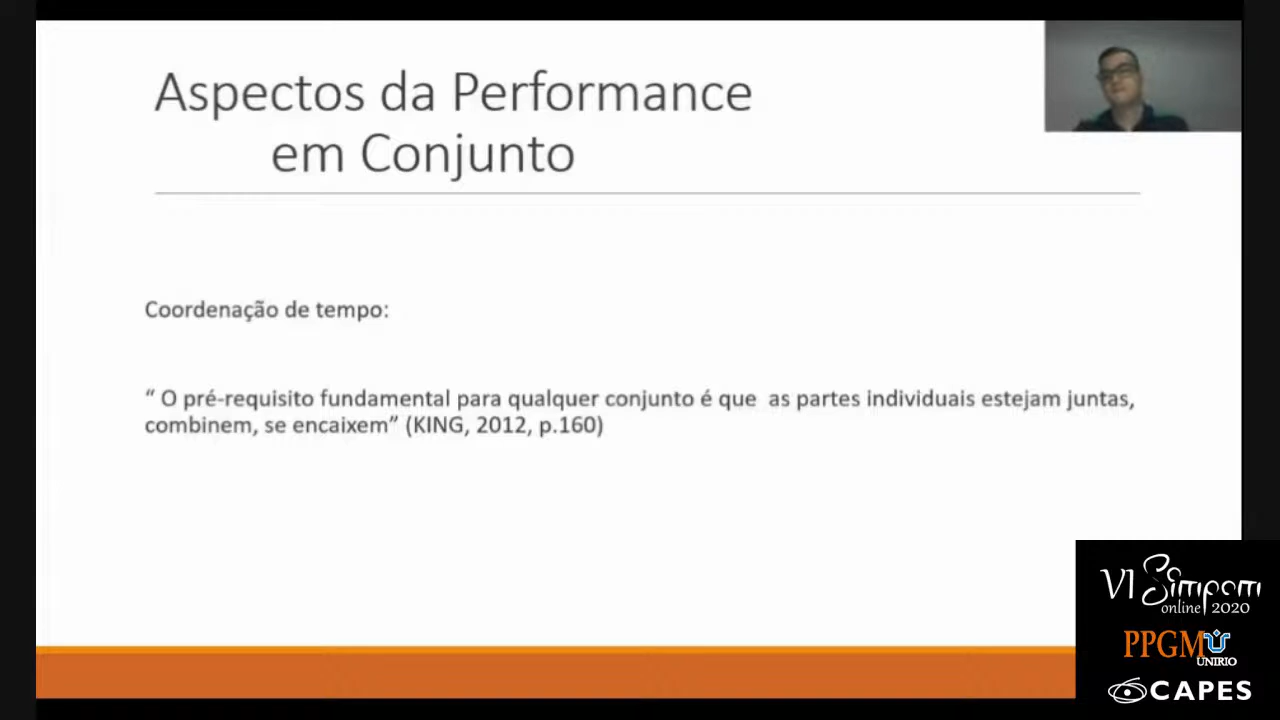 Aspectos da Performance
em Conjunto
Coordenação de tempo:
“ O pré-requisito fundamental para qualquer conjunto é que  as partes individuais estejam juntas,
combinem, se encaixem” (KING, 2012, p.160)
VI Simpom
online 2020
PPGM
UNIRIO
CAPES